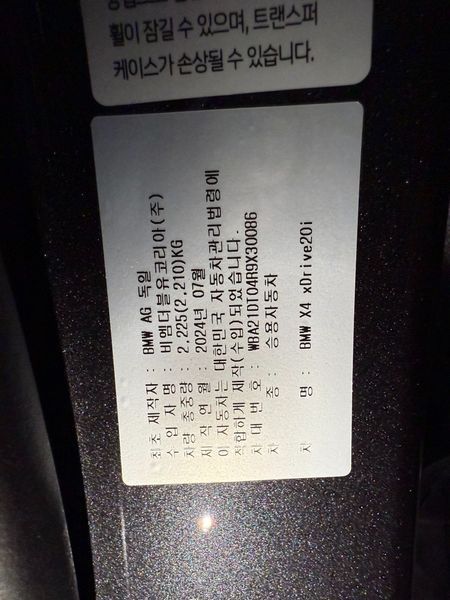 휠이 잠길 수 있으며, 트랜스퍼
케이스가 손상될 수 있습니다.
최초 제작자 : BMW AG 독일
수 입 자 명 : 비엠더블유코리아(주)
차량 총중량 : 2,225(2,210)KG
제 작 연 월 : 2024년 07월
이 자동차는 대한민국 자동차관리법령에
적합하게 제작(수입)되었습니다.
차 대 번 호 : WBA21DT04R9X30086
차 종 : 승용자동차
차 명 : BMW X4 xDrive20i